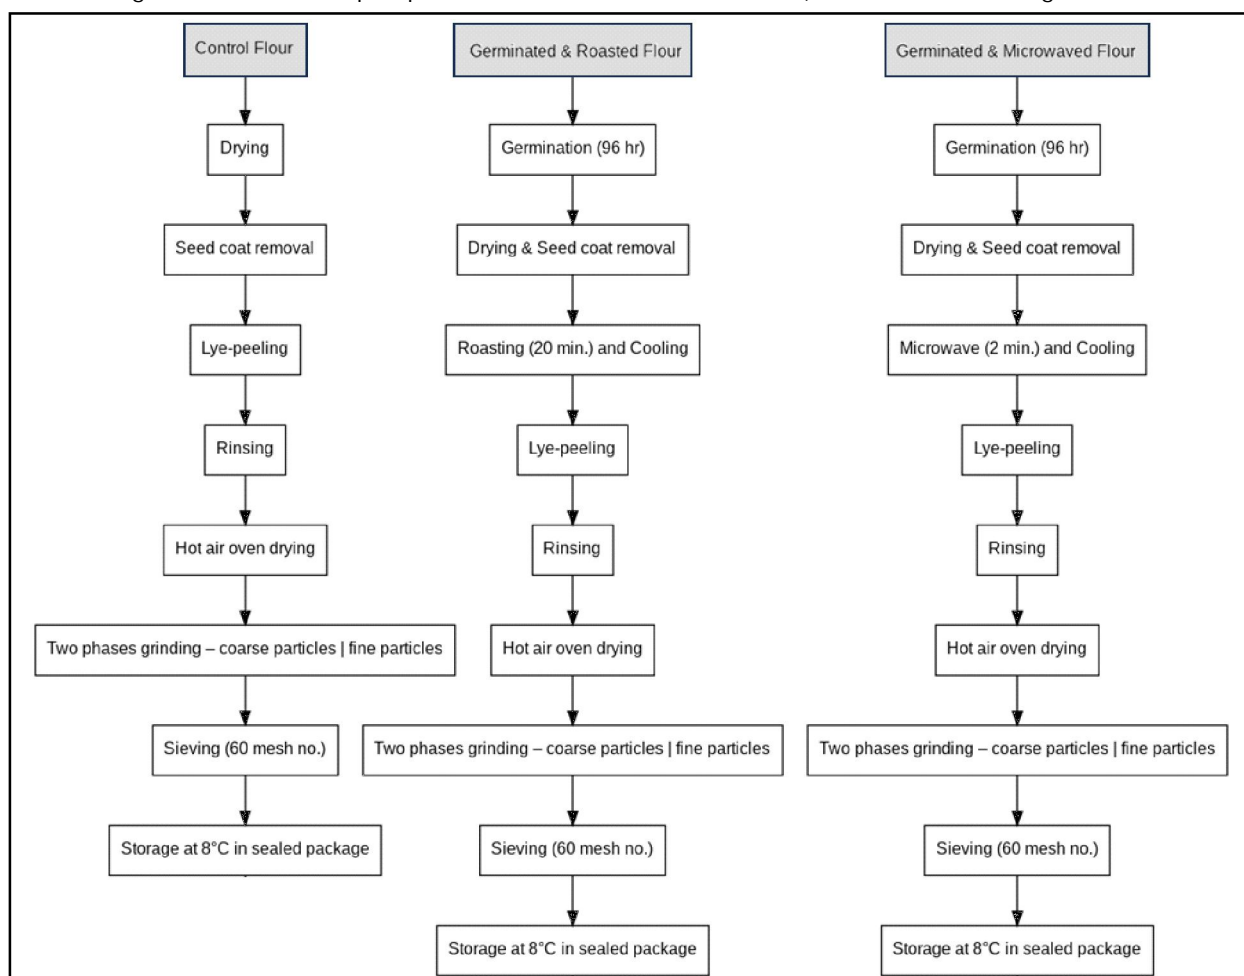 Control Flour
Drying
Seed coat removal
Lye-peeling
Rinsing
Hot air oven drying
Two phases grinding – coarse particles | fine particles
Sieving (60 mesh no.)
Storage at 8°C in sealed package
Germinated & Roasted Flour
Germination (96 hr)
Drying & Seed coat removal
Roasting (20 min.) and Cooling
Lye-peeling
Rinsing
Hot air oven drying
Two phases grinding – coarse particles | fine particles
Sieving (60 mesh no.)
Storage at 8°C in sealed package
Germinated & Microwaved Flour
Germination (96 hr)
Drying & Seed coat removal
Microwave (2 min.) and Cooling
Lye-peeling
Rinsing
Hot air oven drying
Two phases grinding – coarse particles | fine particles
Sieving (60 mesh no.)
Storage at 8°C in sealed package